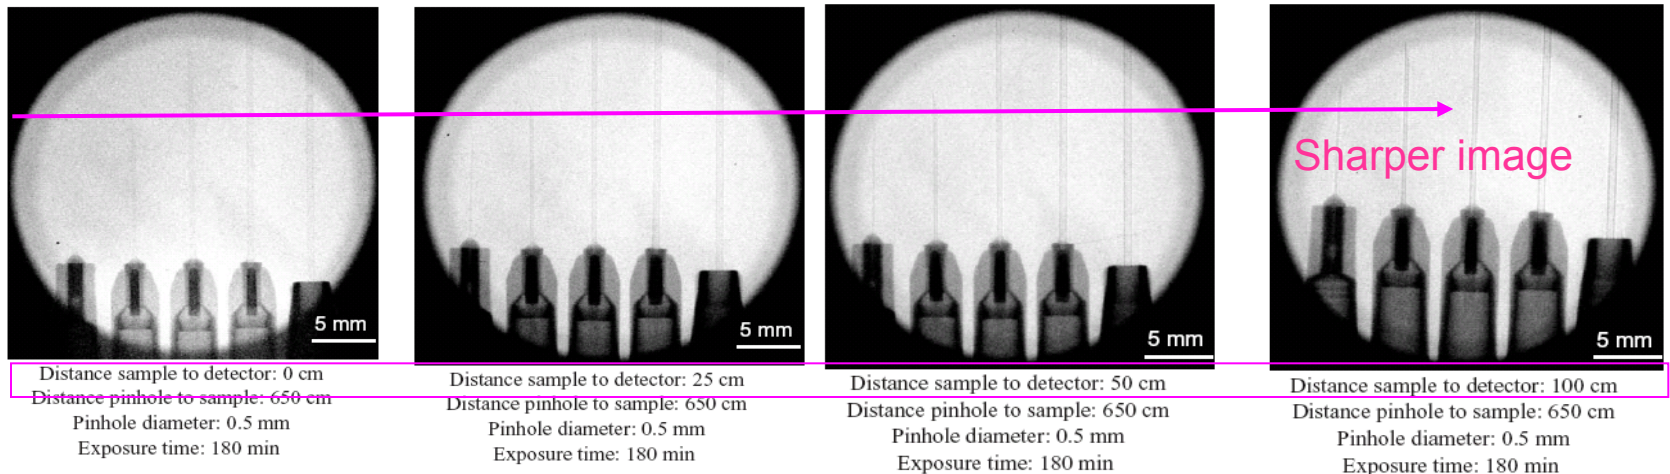 Sharper image
5 mm
5 mm
5 mm
5 mm
Distance sample to detector: 0 cm
Distance pinhole to sample: 650 cm
Pinhole diameter: 0.5 mm
Exposure time: 180 min
Distance sample to detector: 25 cm
Distance pinhole to sample: 650 cm
Pinhole diameter: 0.5 mm
Exposure time: 180 min
Distance sample to detector: 50 cm
Distance pinhole to sample: 650 cm
Pinhole diameter: 0.5 mm
Exposure time: 180 min
Distance sample to detector: 100 cm
Distance pinhole to sample: 650 cm
Pinhole diameter: 0.5 mm
Exposure time: 180 min